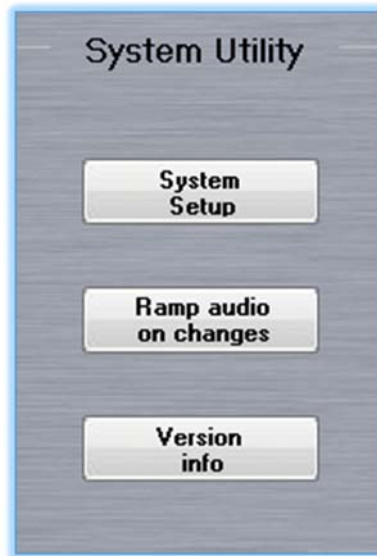 System Utility
System
Setup
Ramp audio
on changes
Version
info